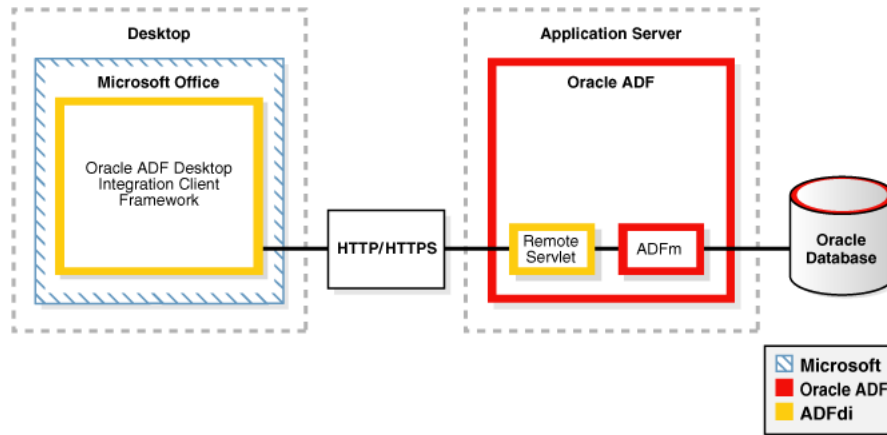 Desktop
Microsoft Office
Oracle ADF Desktop
Integration Client
Framework
HTTP/HTTPS
Application Server
Oracle ADF
Remote
Servlet
ADFm
Oracle
Database
Microsoft
Oracle ADF
ADFdi